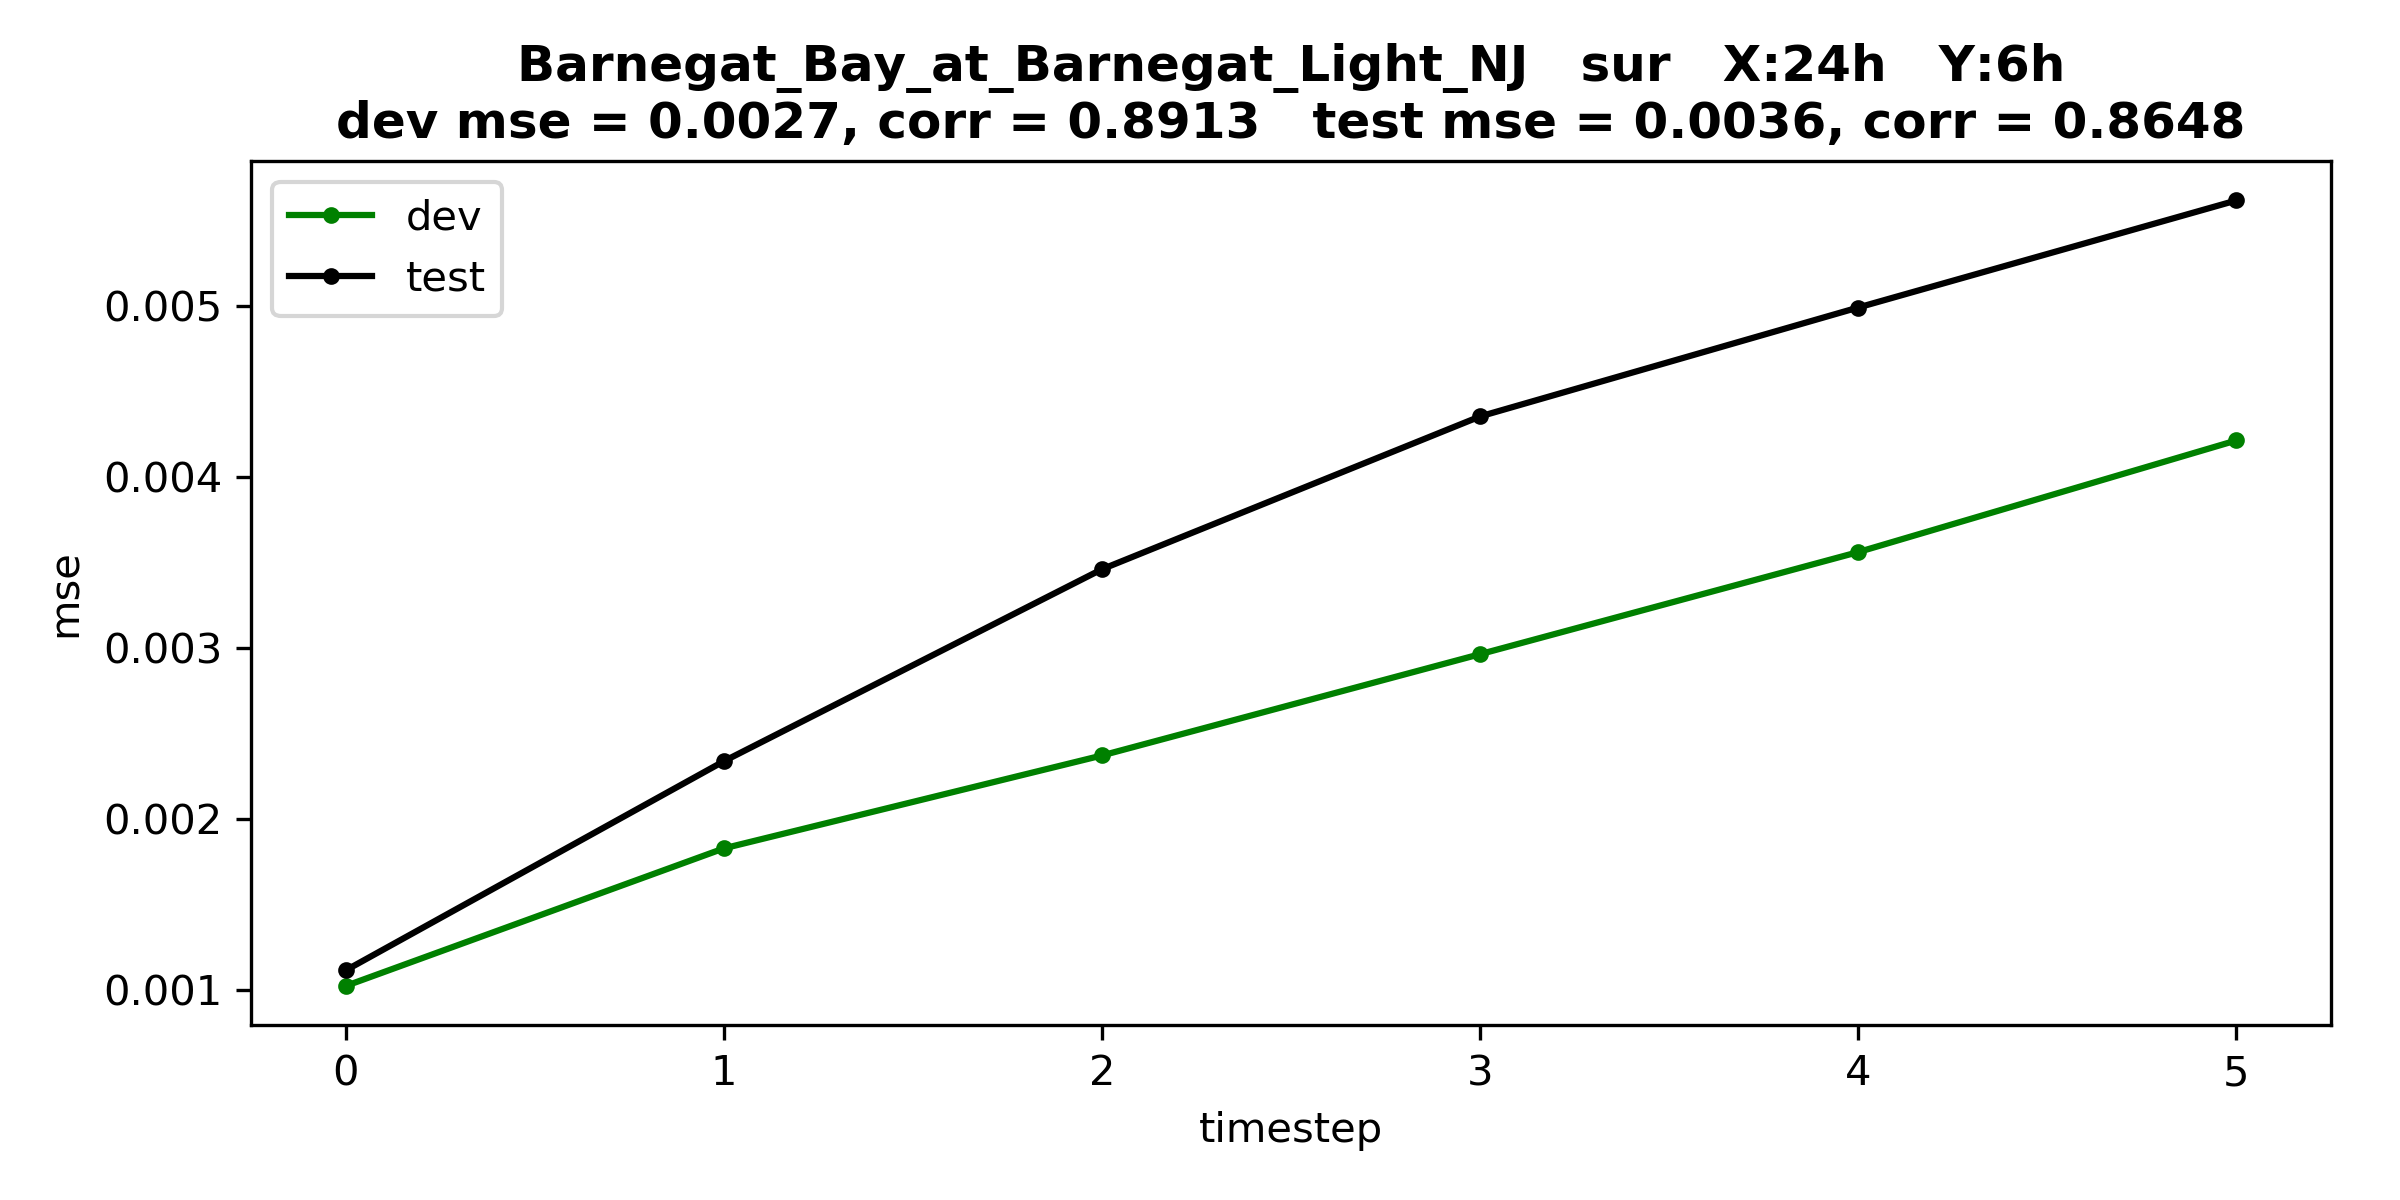 Barnegat_Bay_at_Barnegat_Light_NJ   sur   X:24h   Y:6h
dev mse = 0.0027, corr = 0.8913   test mse = 0.0036, corr = 0.8648
dev
test
0.005
0.004
0.003
0.002
0.001
mse
0 1 2 3 4 5
timestep